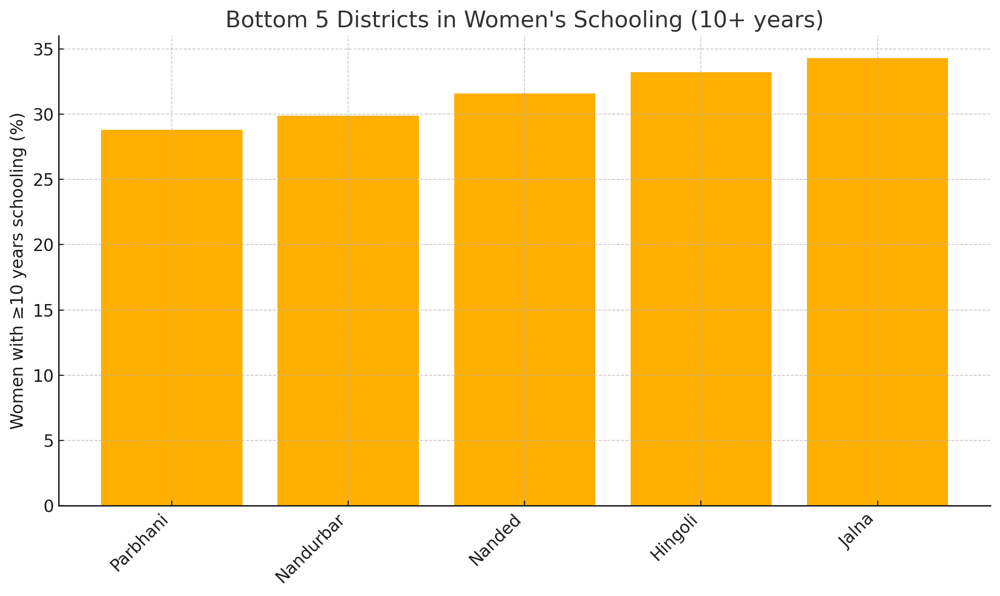 Bottom 5 Districts in Women's Schooling (10+ years)
Women with ≥10 years schooling (%)
35
30
25
20
15
10
5
0
Parbhani
Nandurbar
Nanded
Hingoli
Jalna